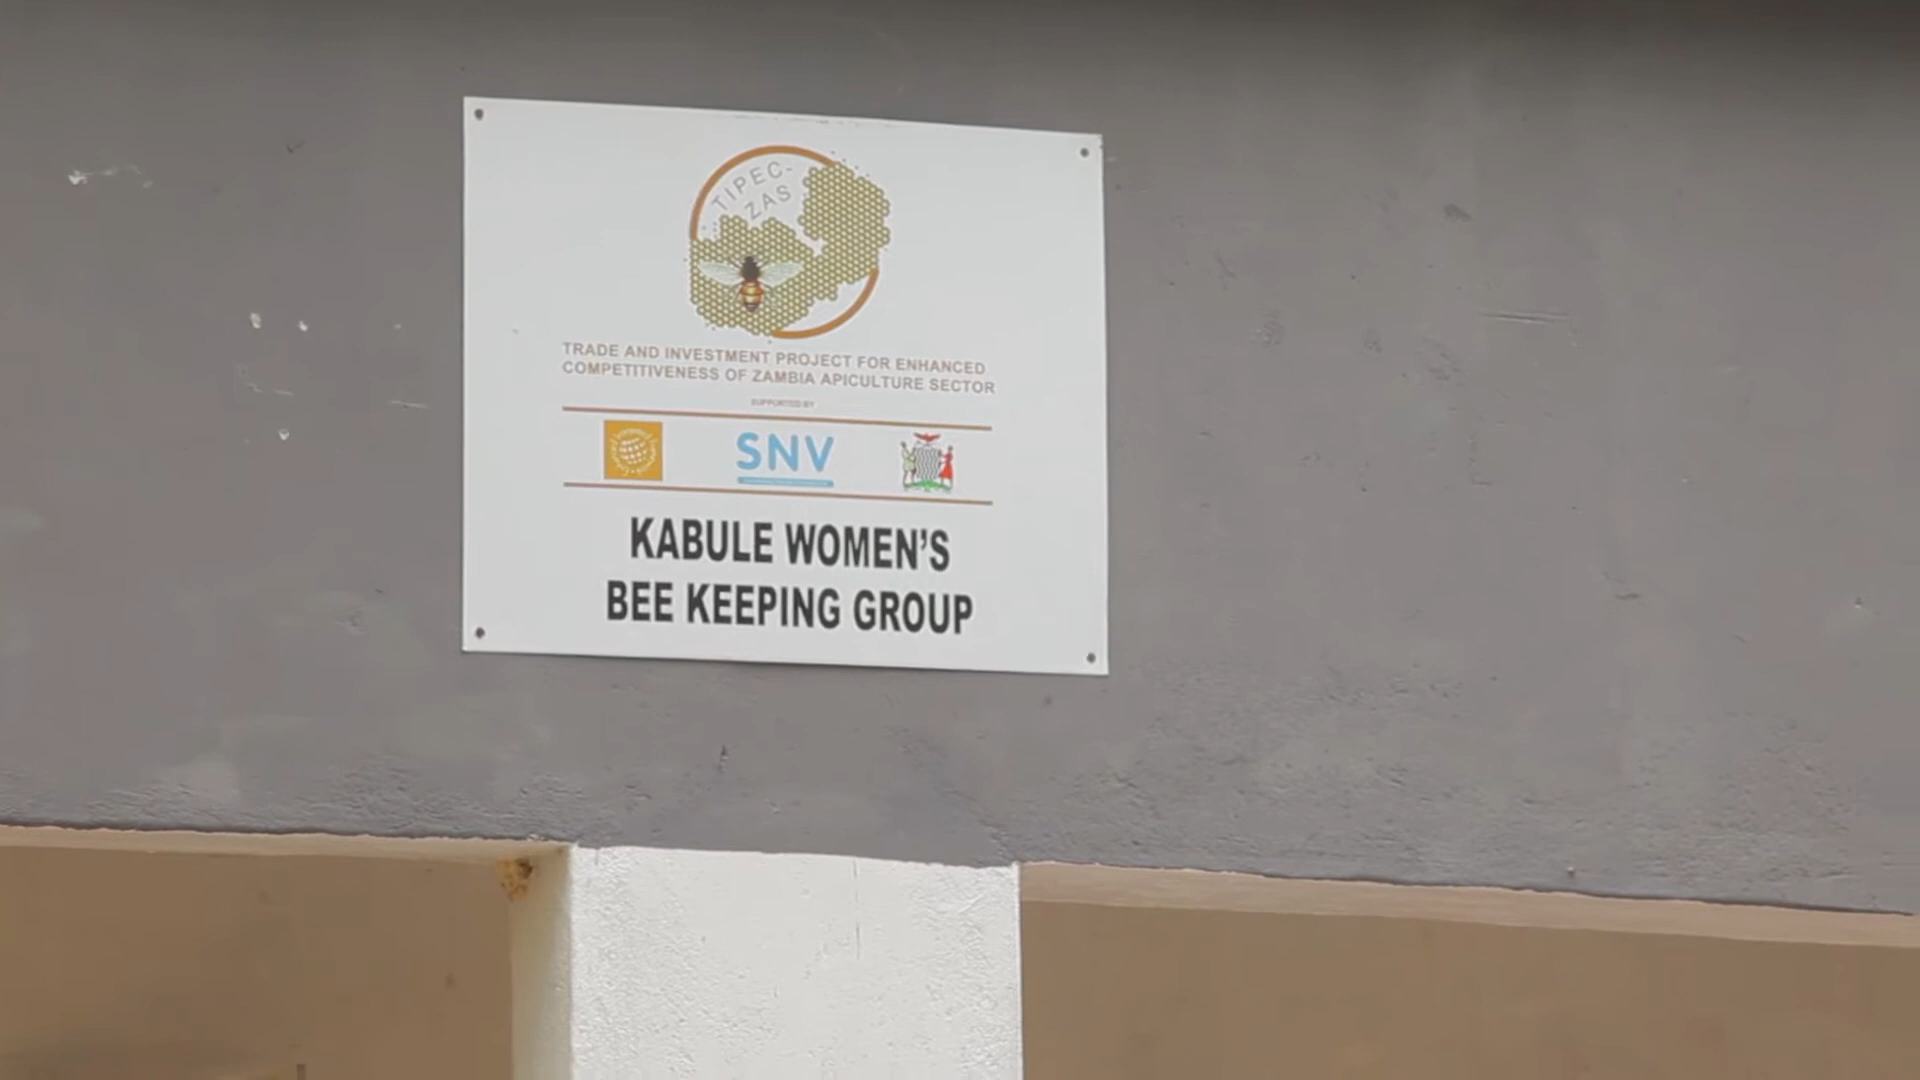 TIPEC-
ZAS
TRADE AND INVESTMENT PROJECT FOR ENHANCED
COMPETITIVENESS OF ZAMBIA APICULTURE SECTOR
SUPPORTED BY
SNV
KABULE WOMEN'S
BEE KEEPING GROUP